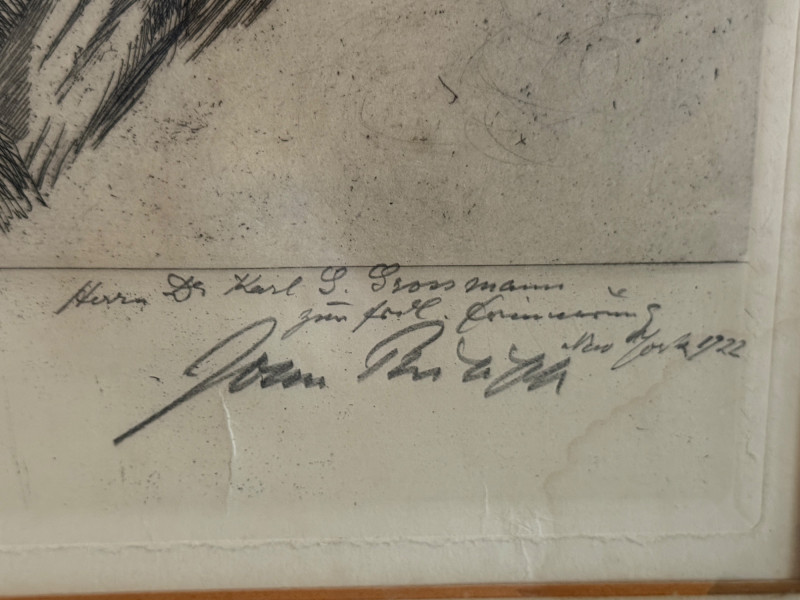 Herrn Dr Karl S. Grossmann
zur frdl. Erinnerung
New York 1922